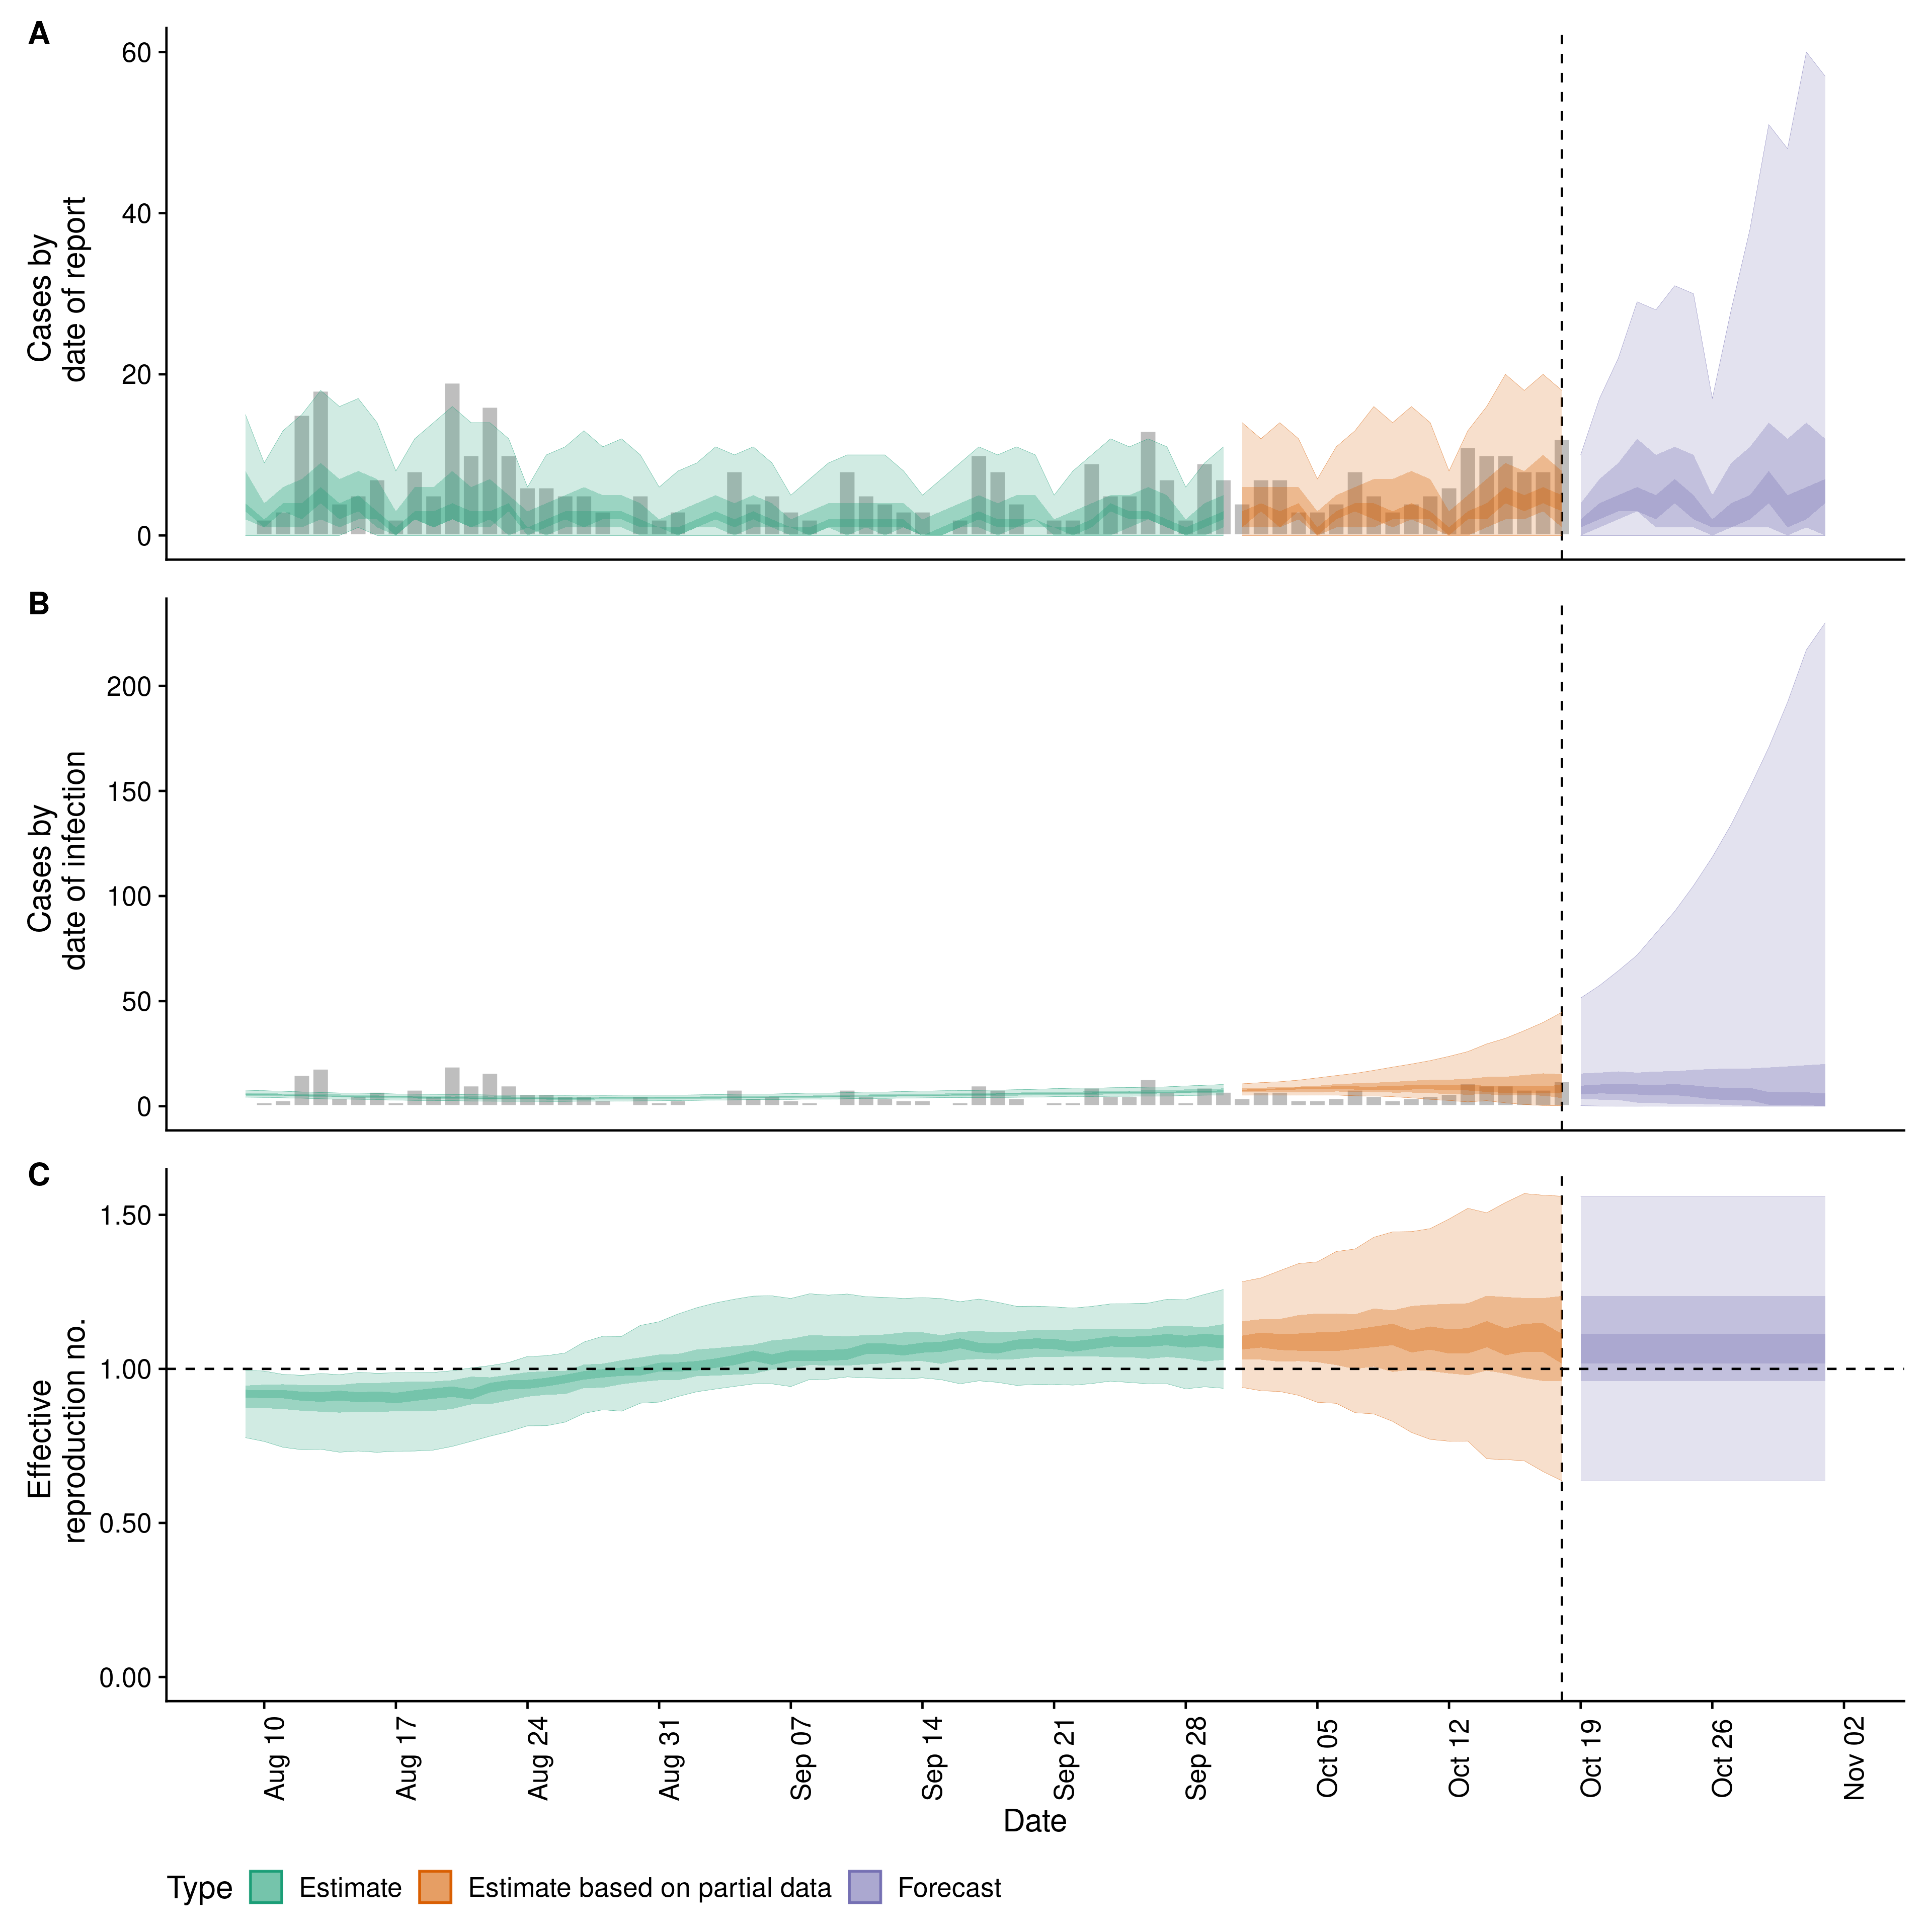 A
Cases by
date of report
60
40
20
0
B
Cases by
date of infection
200
150
100
50
0
C
Effective
reproduction no.
1.50
1.00
0.50
0.00
Aug 10
Aug 17
Aug 24
Aug 31
Sep 07
Sep 14
Sep 21
Sep 28
Oct 05
Oct 12
Oct 19
Oct 26
Nov 02
Date
Type Estimate Estimate based on partial data Forecast